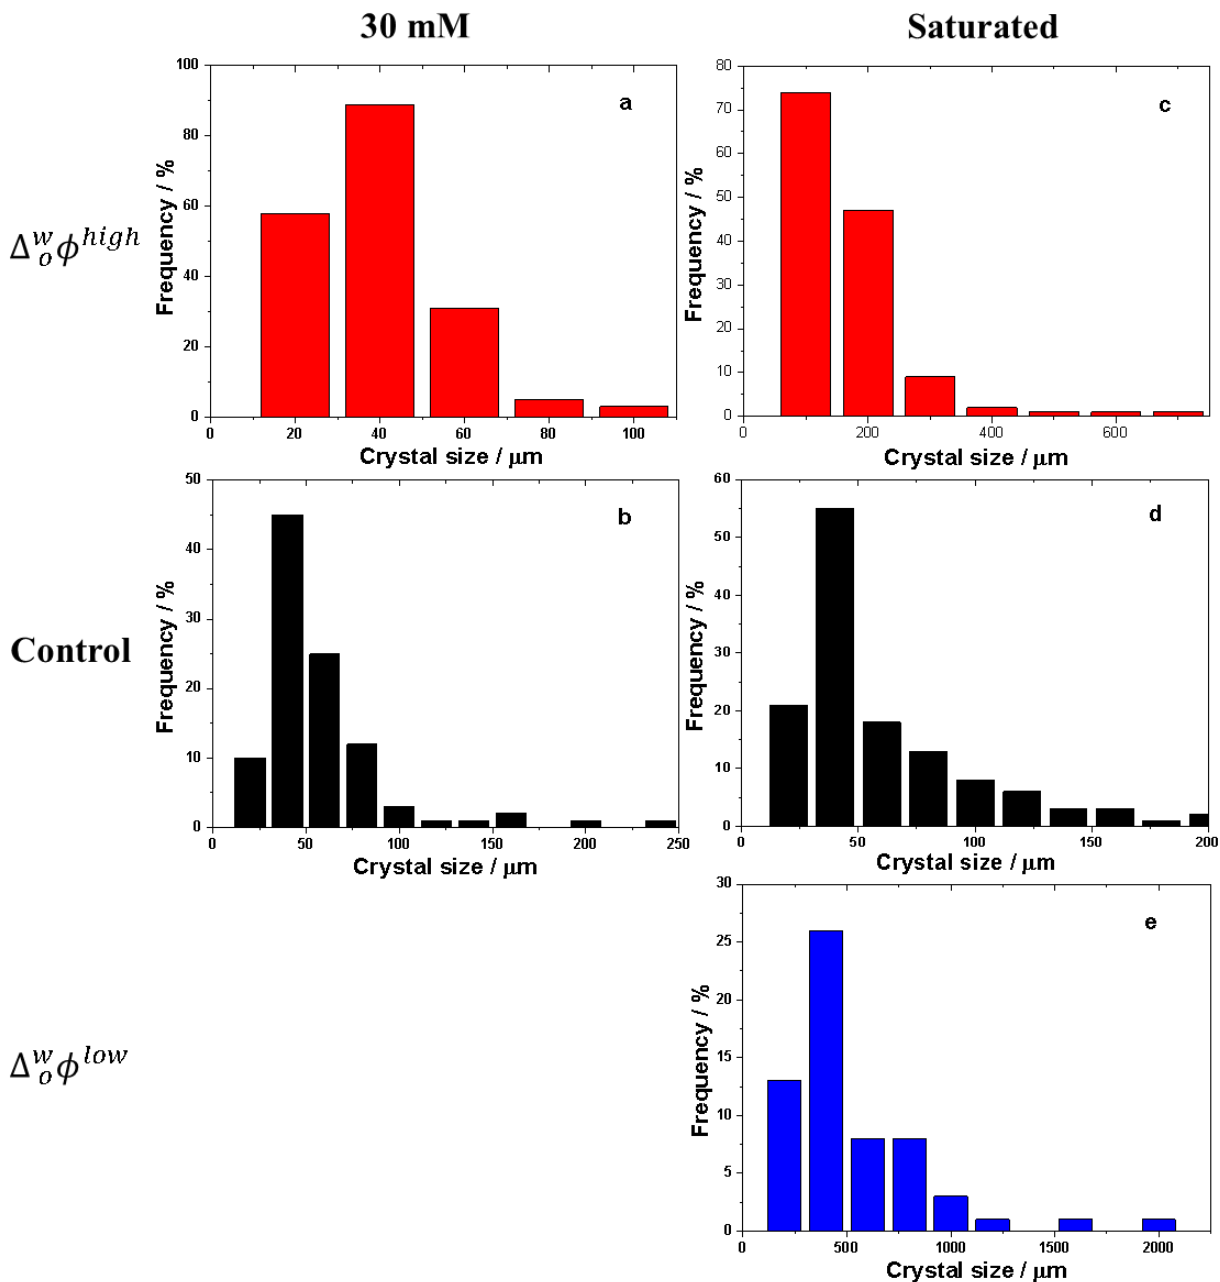 30 mM
Saturated
Δ_o^w ϕ^high
100
80
60
40
20
0
Frequency / %
a
0 20 40 60 80 100
Crystal size / μm
80
70
60
50
40
30
20
10
0
Frequency / %
c
0 200 400 600
Crystal size / μm
Control
50
40
30
20
10
0
Frequency / %
b
0 50 100 150 200 250
Crystal size / μm
60
50
40
30
20
10
0
Frequency / %
d
0 50 100 150 200
Crystal size / μm
Δ_o^w ϕ^low
30
25
20
15
10
5
0
Frequency / %
e
0 500 1000 1500 2000
Crystal size / μm